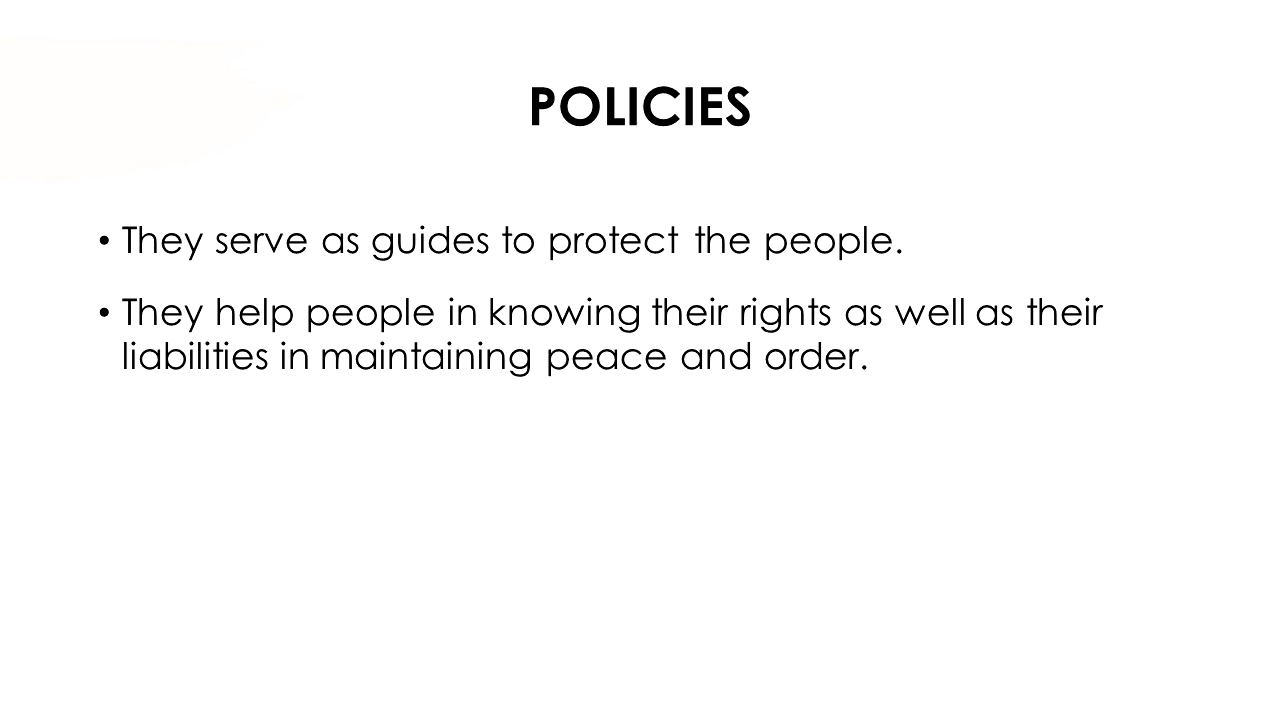 POLICIES
• They serve as guides to protect the people.
• They help people in knowing their rights as well as their
liabilities in maintaining peace and order.